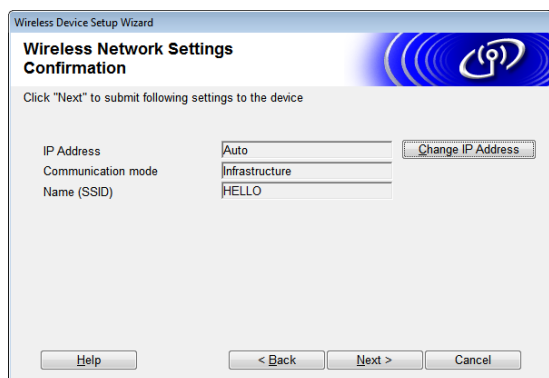 Wireless Device Setup Wizard
Wireless Network Settings
Confirmation
Click "Next" to submit following settings to the device
IP Address Auto Change IP Address
Communication mode Infrastructure
Name (SSID) HELLO
Help < Back Next > Cancel